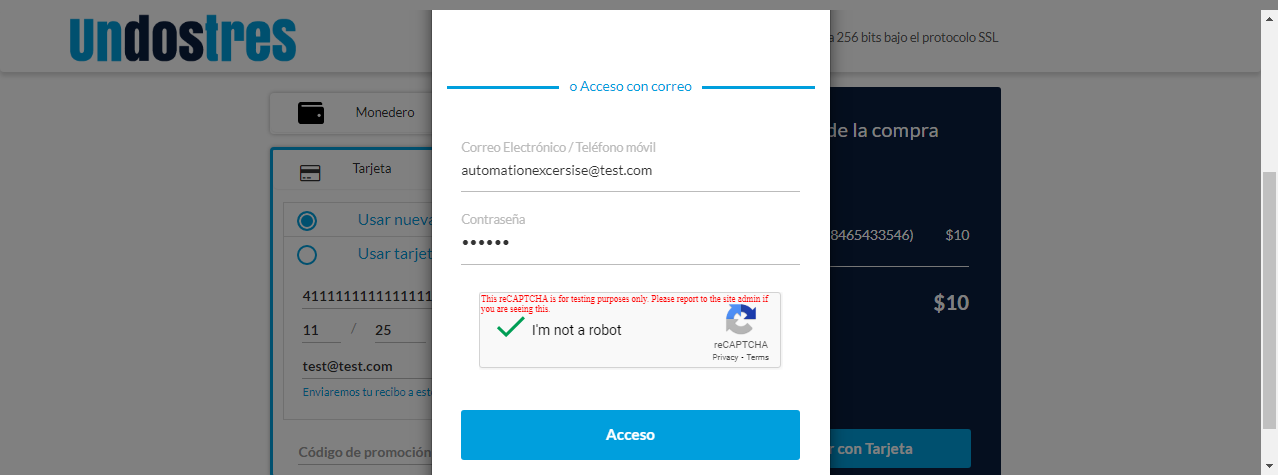 Undostres
a 256 bits bajo el protocolo SSL
o Acceso con correo
Monedero
Tarjeta
Usar nueva
Usar tarjet
4111111111111111
11 / 25
test@test.com
Enviaremos tu recibo a este
Código de promoción
Correo Electrónico / Teléfono móvil
automationexcersise@test.com
Contraseña
••••••
This reCAPTCHA is for testing purposes only. Please report to the site admin if
you are seeing this.
I'm not a robot
reCAPTCHA
Privacy - Terms
Acceso
de la compra
8465433546) $10
$10
r con Tarjeta